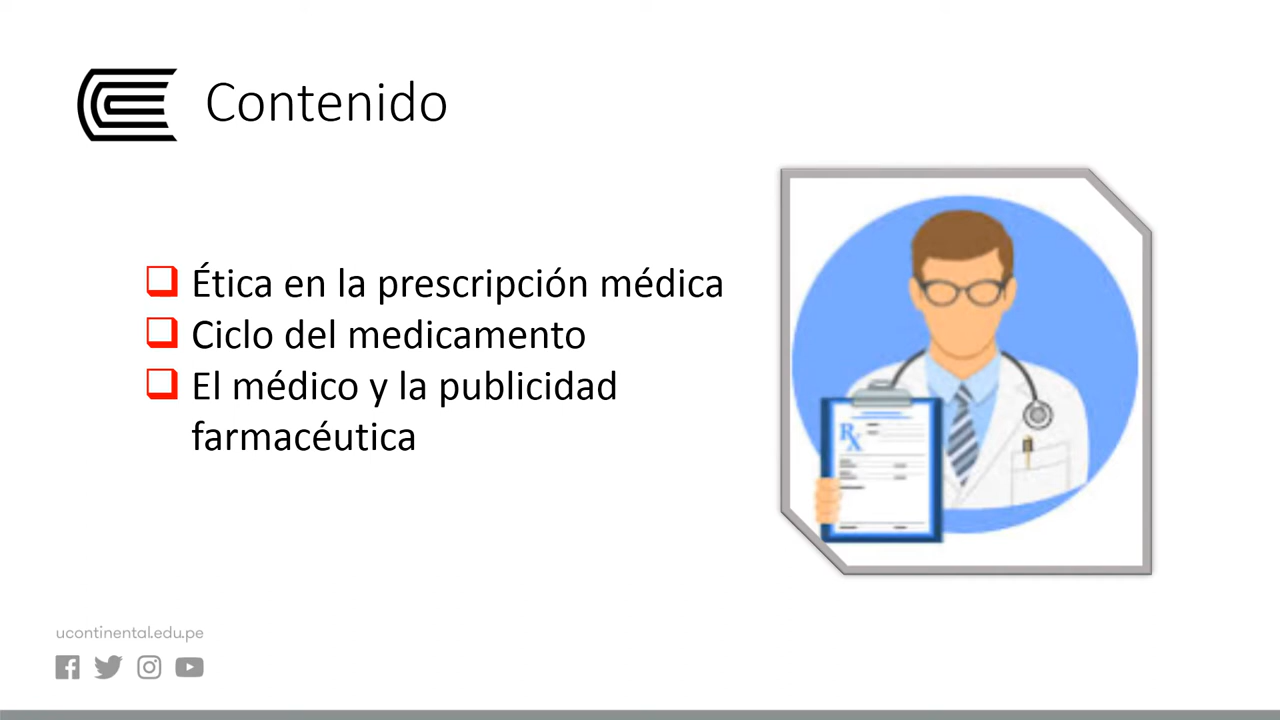 Contenido
Ética en la prescripción médica
Ciclo del medicamento
El médico y la publicidad
farmacéutica
Rx
ucontinental.edu.pe